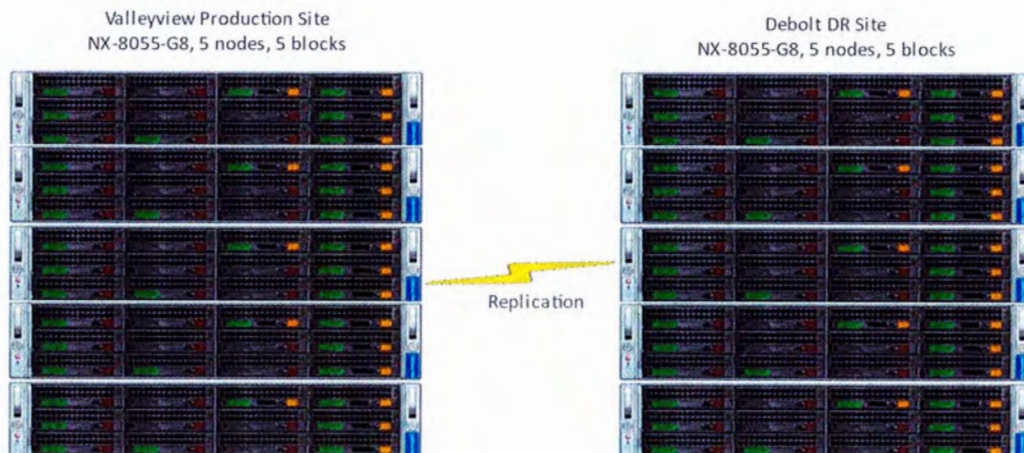 Valleyview Production Site
NX-8055-G8, 5 nodes, 5 blocks
Debolt DR Site
NX-8055-G8, 5 nodes, 5 blocks
Replication